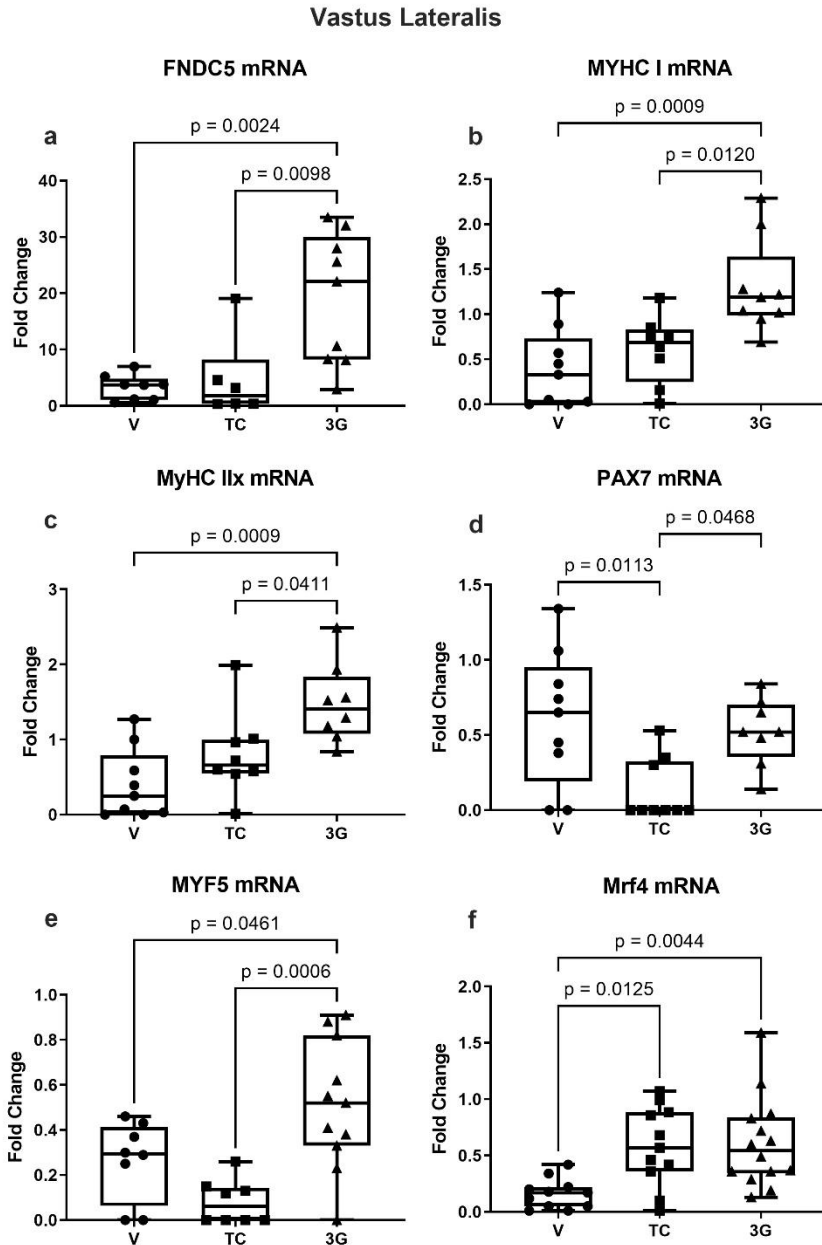 Vastus Lateralis
FNDC5 mRNA
a
p = 0.0024
p = 0.0098
Fold Change
40
30
20
10
0
V
TC
3G
MYHC I mRNA
b
p = 0.0009
p = 0.0120
Fold Change
2.5
2.0
1.5
1.0
0.5
0.0
V
TC
3G
MyHC IIx mRNA
c
p = 0.0009
p = 0.0411
Fold Change
3
2
1
0
V
TC
3G
PAX7 mRNA
d
p = 0.0468
p = 0.0113
Fold Change
1.5
1.0
0.5
0.0
V
TC
3G
MYF5 mRNA
e
p = 0.0461
p = 0.0006
Fold Change
1.0
0.8
0.6
0.4
0.2
0.0
V
TC
3G
Mrf4 mRNA
f
p = 0.0044
p = 0.0125
Fold Change
2.0
1.5
1.0
0.5
0.0
V
TC
3G